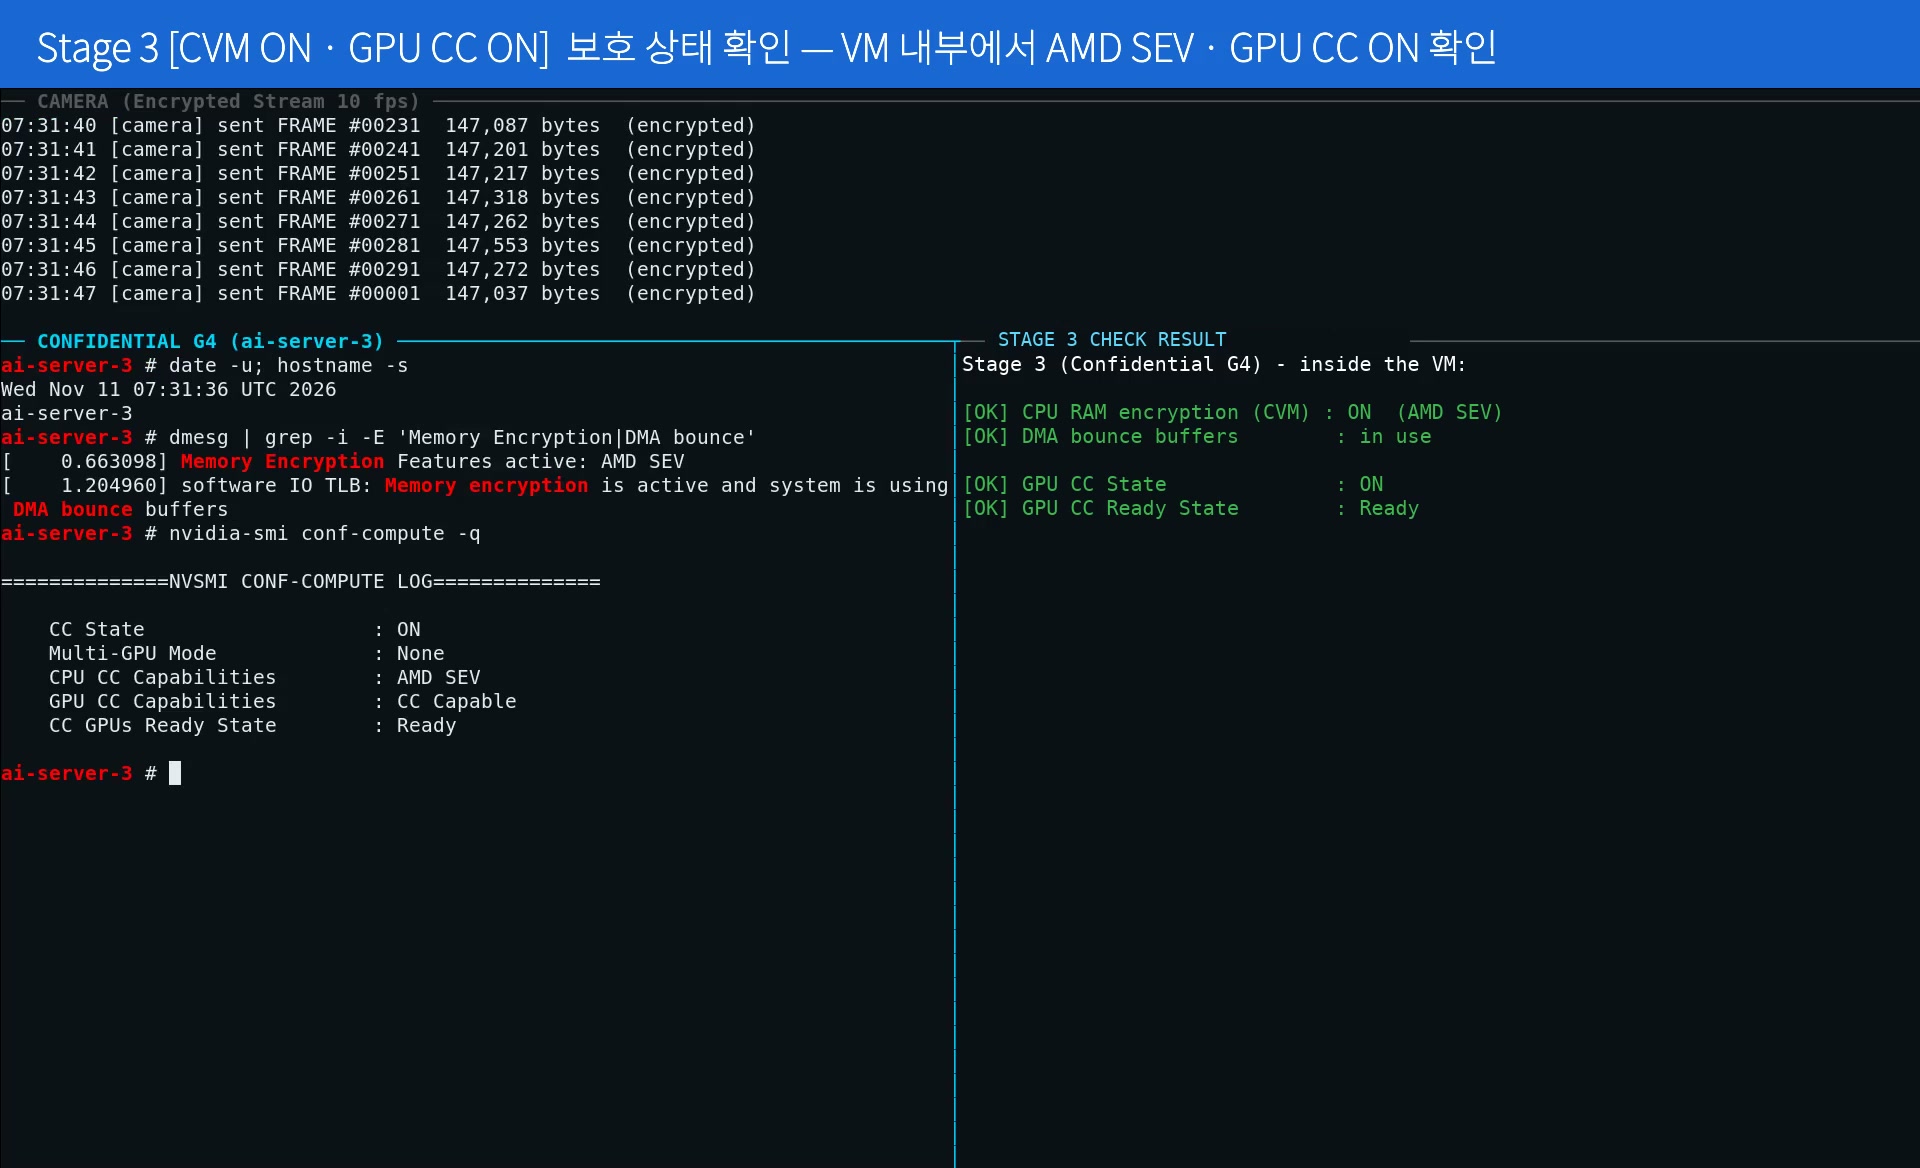 Stage 3 [CVM ON · GPU CC ON] 보호 상태 확인 — VM 내부에서 AMD SEV · GPU CC ON 확인
CAMERA (Encrypted Stream 10 fps)
07:31:40 [camera] sent FRAME #00231  147,087 bytes  (encrypted)
07:31:41 [camera] sent FRAME #00241  147,201 bytes  (encrypted)
07:31:42 [camera] sent FRAME #00251  147,217 bytes  (encrypted)
07:31:43 [camera] sent FRAME #00261  147,318 bytes  (encrypted)
07:31:44 [camera] sent FRAME #00271  147,262 bytes  (encrypted)
07:31:45 [camera] sent FRAME #00281  147,553 bytes  (encrypted)
07:31:46 [camera] sent FRAME #00291  147,272 bytes  (encrypted)
07:31:47 [camera] sent FRAME #00001  147,037 bytes  (encrypted)
CONFIDENTIAL G4 (ai-server-3)
ai-server-3 # date -u; hostname -s
Wed Nov 11 07:31:36 UTC 2026
ai-server-3
ai-server-3 # dmesg | grep -i -E 'Memory Encryption|DMA bounce'
[    0.663098] Memory Encryption Features active: AMD SEV
[    1.204960] software IO TLB: Memory encryption is active and system is using
DMA bounce buffers
ai-server-3 # nvidia-smi conf-compute -q
==============NVSMI CONF-COMPUTE LOG==============
CC State                   : ON
Multi-GPU Mode             : None
CPU CC Capabilities        : AMD SEV
GPU CC Capabilities        : CC Capable
CC GPUs Ready State        : Ready
ai-server-3 #
STAGE 3 CHECK RESULT
Stage 3 (Confidential G4) - inside the VM:
[OK] CPU RAM encryption (CVM) : ON  (AMD SEV)
[OK] DMA bounce buffers        : in use
[OK] GPU CC State              : ON
[OK] GPU CC Ready State        : Ready